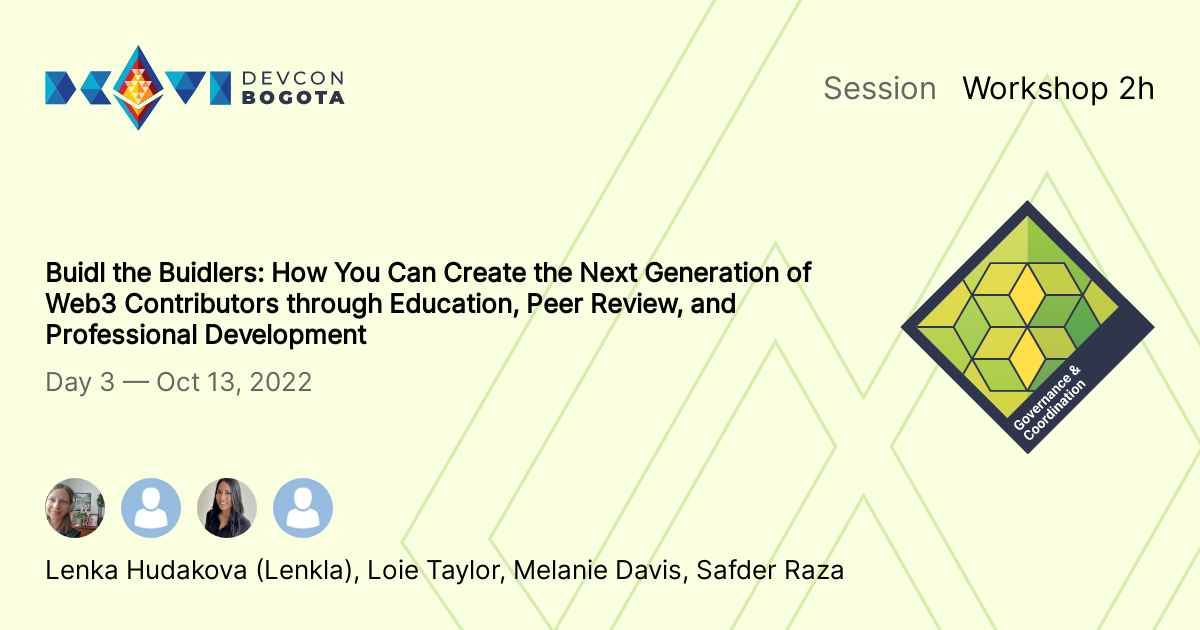 DEVCON
BOGOTA
Session Workshop 2h
Buidl the Buidlers: How You Can Create the Next Generation of
Web3 Contributors through Education, Peer Review, and
Professional Development
Day 3 — Oct 13, 2022
Governance &
Coordination
Lenka Hudakova (Lenkla), Loie Taylor, Melanie Davis, Safder Raza